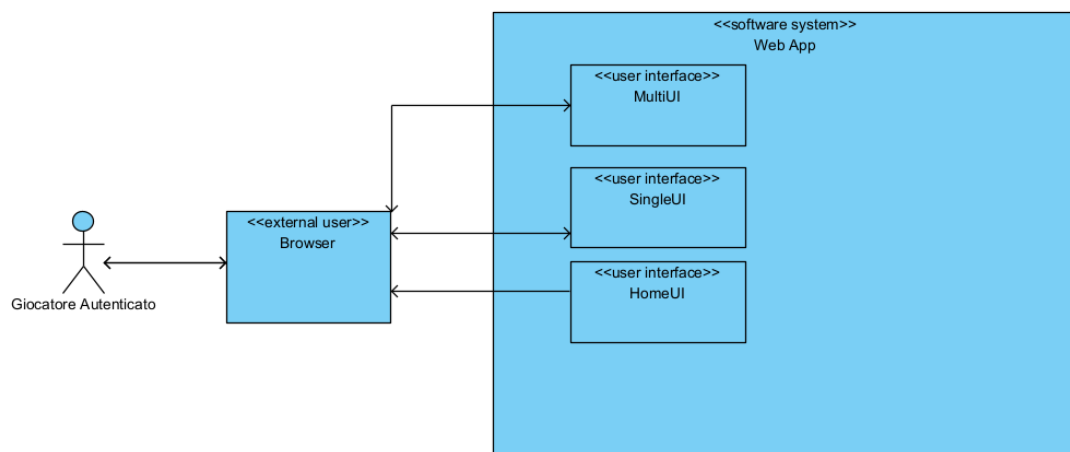 <<software system>>
Web App
<<user interface>>
MultiUI
<<user interface>>
SingleUI
<<external user>>
Browser
<<user interface>>
HomeUI
Giocatore Autenticato